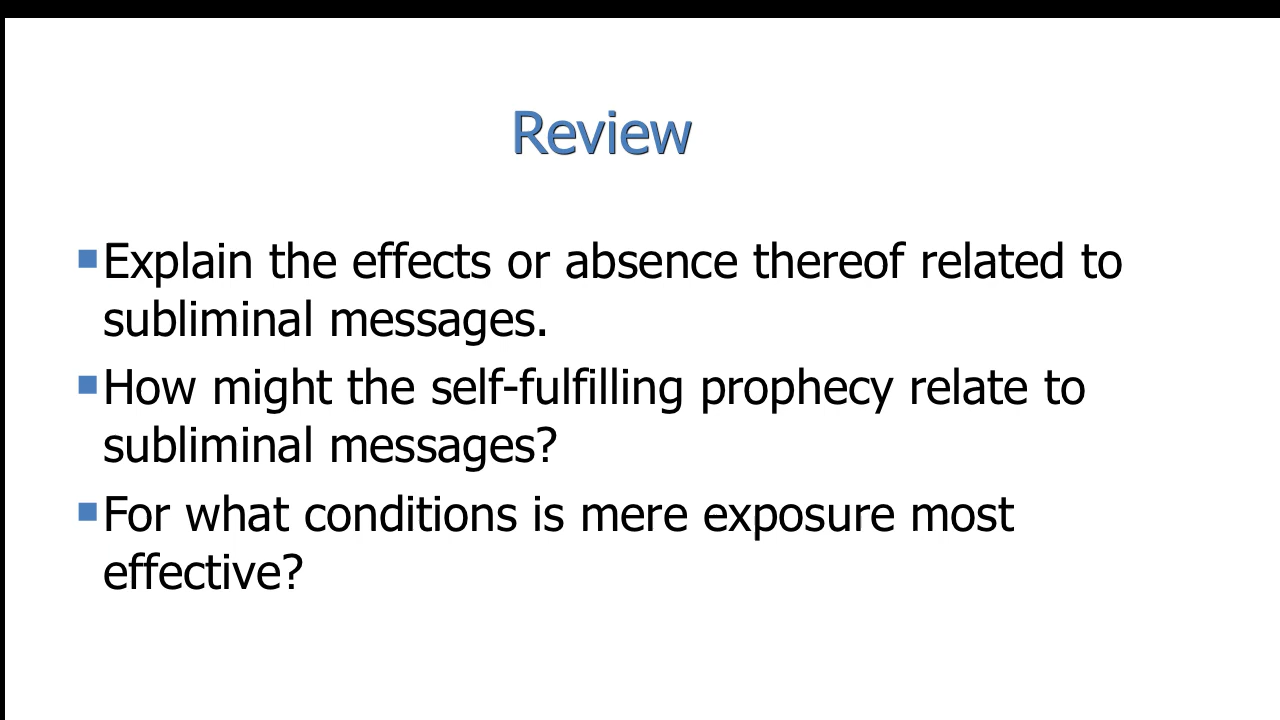 Review
Explain the effects or absence thereof related to
subliminal messages.
How might the self-fulfilling prophecy relate to
subliminal messages?
For what conditions is mere exposure most
effective?